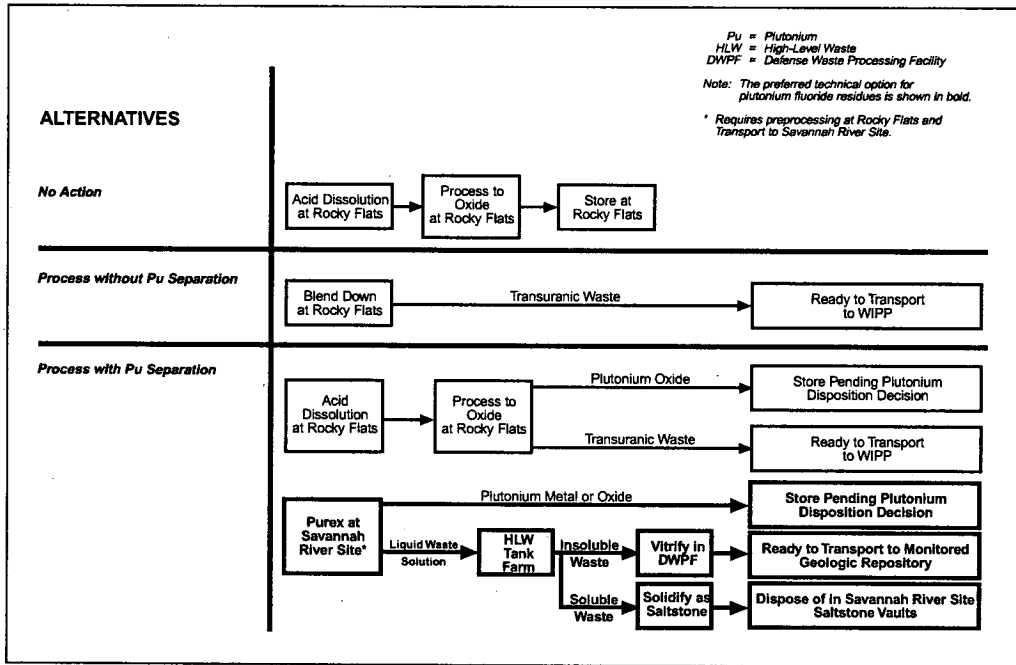 Pu = Plutonium
HLW = High-Level Waste
DWPF = Defense Waste Processing Facility
Note: The preferred technical option for
plutonium fluoride residues is shown in bold.
* Requires preprocessing at Rocky Flats and
Transport to Savannah River Site.
ALTERNATIVES
No Action
Acid Dissolution
at Rocky Flats
Process to
Oxide
at Rocky Flats
Store at
Rocky Flats
Process without Pu Separation
Blend Down
at Rocky Flats
Transuranic Waste
Ready to Transport
to WIPP
Process with Pu Separation
Acid
Dissolution
at Rocky Flats
Process to
Oxide
at Rocky Flats
Plutonium Oxide
Store Pending Plutonium
Disposition Decision
Transuranic Waste
Ready to Transport
to WIPP
Purex at
Savannah
River Site*
Plutonium Metal or Oxide
Store Pending Plutonium
Disposition Decision
Liquid Waste
Solution
HLW
Tank
Farm
Insoluble
Waste
Vitrify in
DWPF
Ready to Transport to Monitored
Geologic Repository
Soluble
Waste
Solidify as
Saltstone
Dispose of in Savannah River Site
Saltstone Vaults